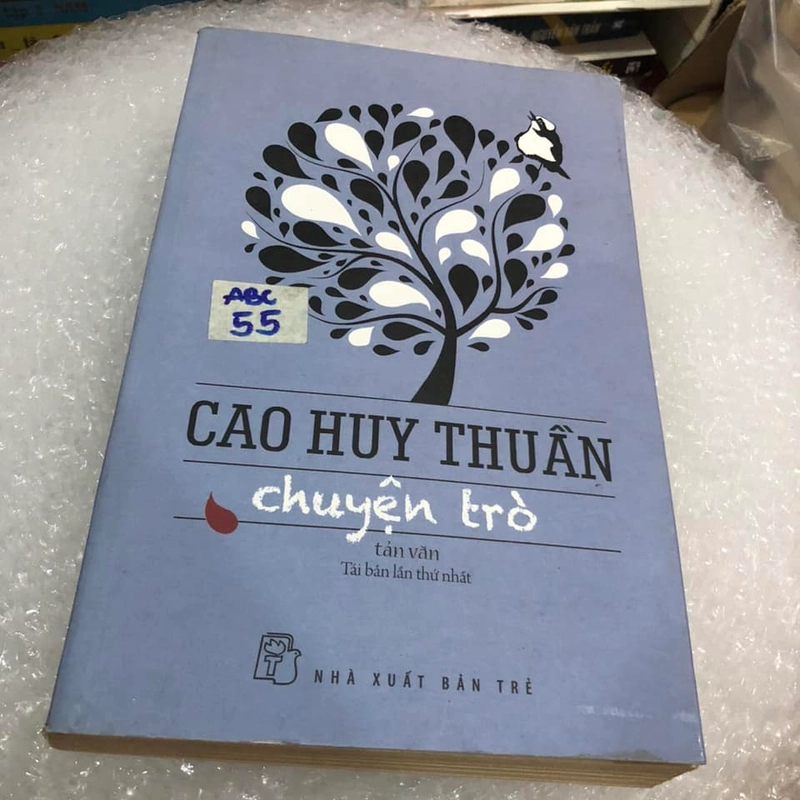 ABC
55
CAO HUY THUẦN
chuyện trò
tản văn
Tái bản lần thứ nhất
NHÀ XUẤT BẢN TRẺ